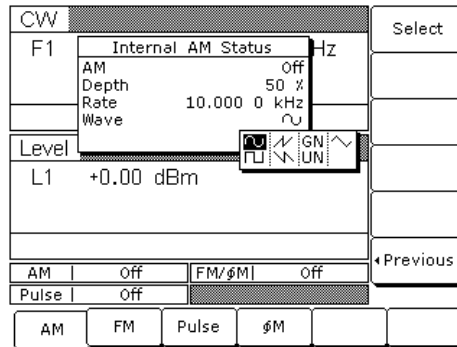 CW
Select
F1
Hz
Internal AM Status
AM Off
Depth 50 %
Rate 10.000 0 kHz
Wave
GN
UN
Level
L1 +0.00 dBm
Previous
AM Off FM/ϕM Off
Pulse Off
AM FM Pulse ϕM